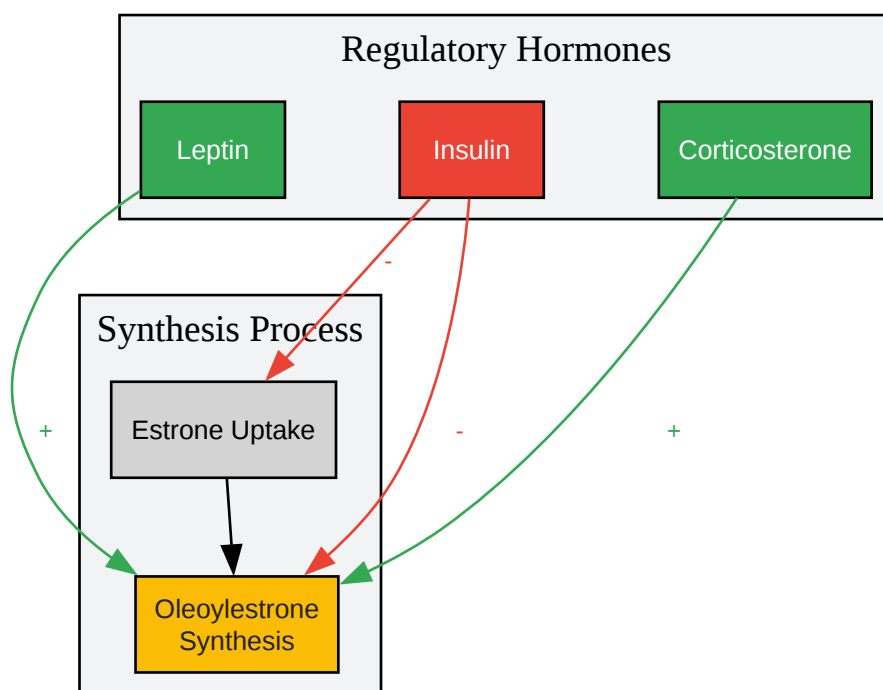 Regulatory Hormones
Leptin
Insulin
Corticosterone
-
Synthesis Process
Estrone Uptake
+
-
+
Oleoylestrone
Synthesis